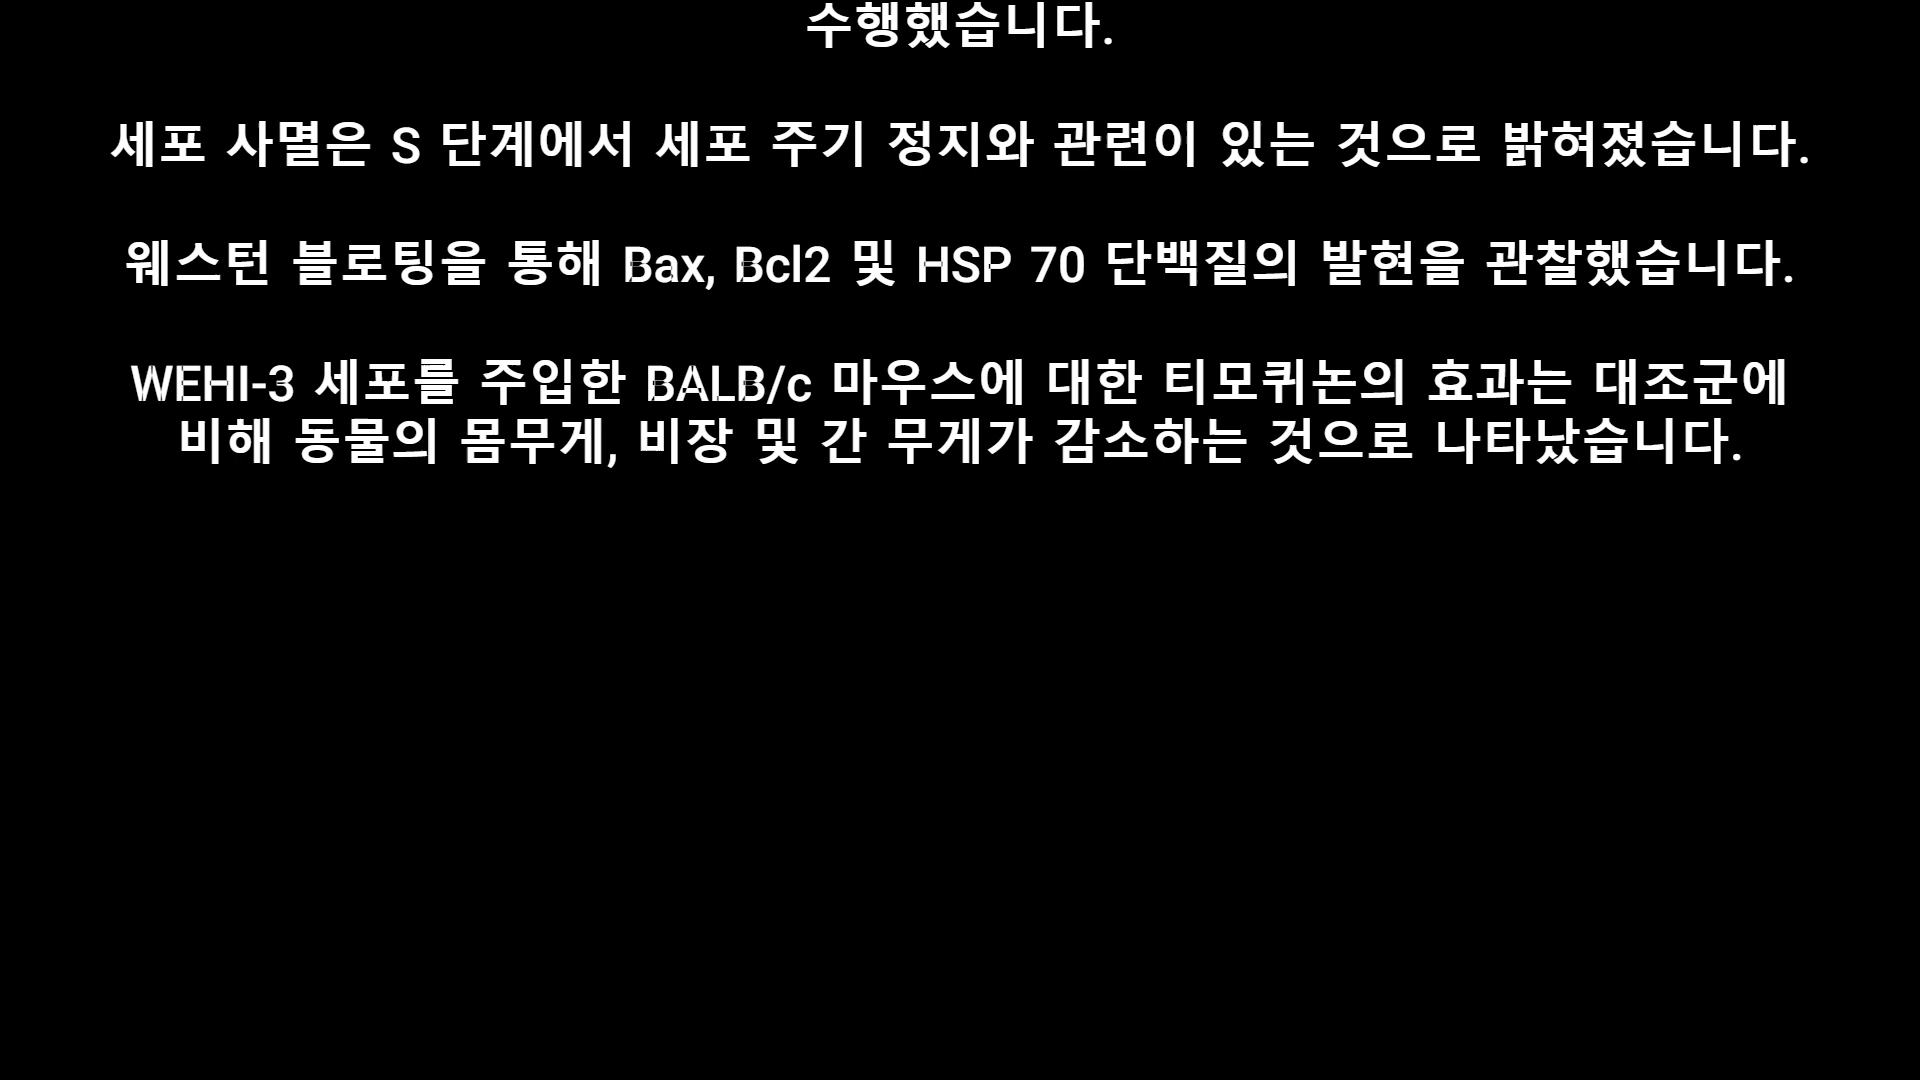 수행했습니다.
세포 사멸은 S 단계에서 세포 주기 정지와 관련이 있는 것으로 밝혀졌습니다.
웨스턴 블로팅을 통해 Bax, Bcl2 및 HSP 70 단백질의 발현을 관찰했습니다.
WEHI-3 세포를 주입한 BALB/c 마우스에 대한 티모퀴논의 효과는 대조군에
비해 동물의 몸무게, 비장 및 간 무게가 감소하는 것으로 나타났습니다.